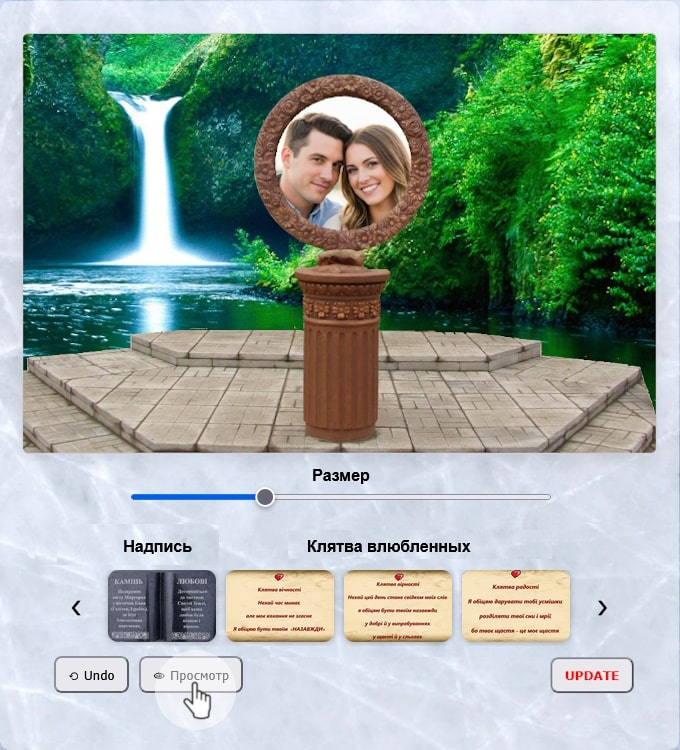 Размер
Надпись
Клятва влюбленных
КАМІНЬ
ЛЮБОВІ
Клятва вічності
Нехай час минає
але моє кохання не згасне
Я обіцяю бути твоїм «НАЗАВЖДИ»
Клятва вірності
Нехай цей день стане свідком моїх слів
я обіцяю бути твоїм назавжди
у добрі й у випробуваннях
у щасті й у сльозах
Клятва радості
Я обіцяю дарувати тобі усмішки
розділяти твої сни і мрії
бо твоє щастя – це моє щастя
Undo
Просмотр
UPDATE